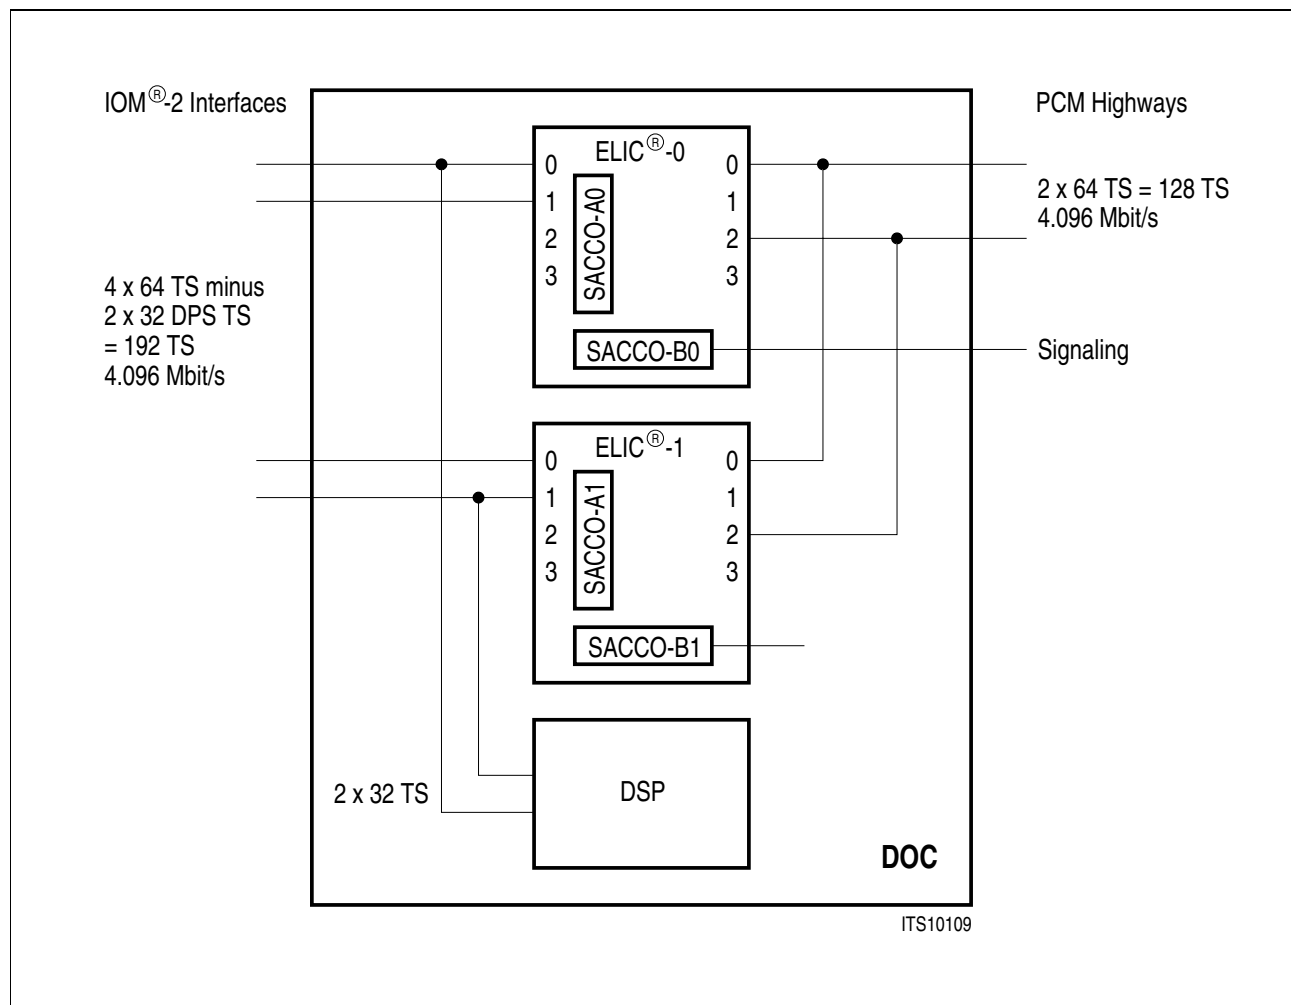 IOM®-2 Interfaces
PCM Highways
ELIC®-0
0
1
2
3
SACCO-A0
0
1
2
3
SACCO-B0
2 x 64 TS = 128 TS
4.096 Mbit/s
4 x 64 TS minus
2 x 32 DPS TS
= 192 TS
4.096 Mbit/s
Signaling
ELIC®-1
0
1
2
3
SACCO-A1
0
1
2
3
SACCO-B1
2 x 32 TS
DSP
DOC
ITS10109